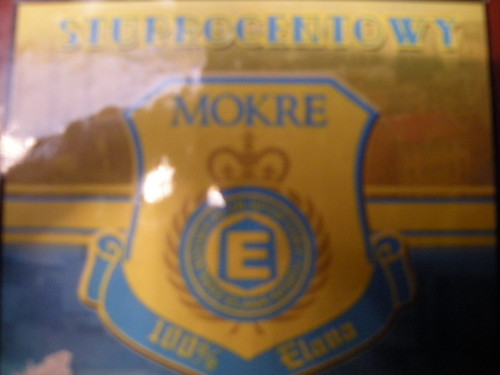 STUPROCENTOWY
MOKRE
E
100% Elana